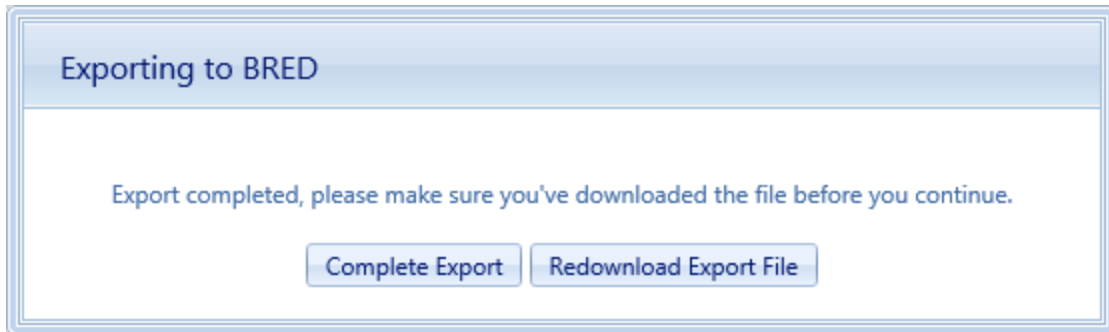 Exporting to BRED
Export completed, please make sure you've downloaded the file before you continue.
Complete Export Redownload Export File